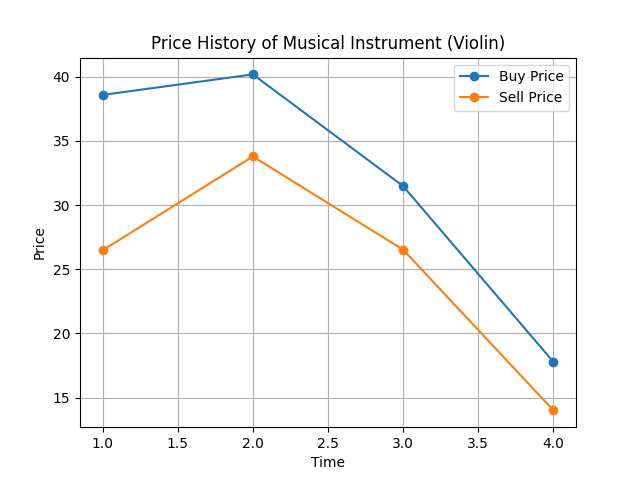 Price History of Musical Instrument (Violin)
Buy Price
Sell Price
40
35
30
25
20
15
Price
1.0 1.5 2.0 2.5 3.0 3.5 4.0
Time